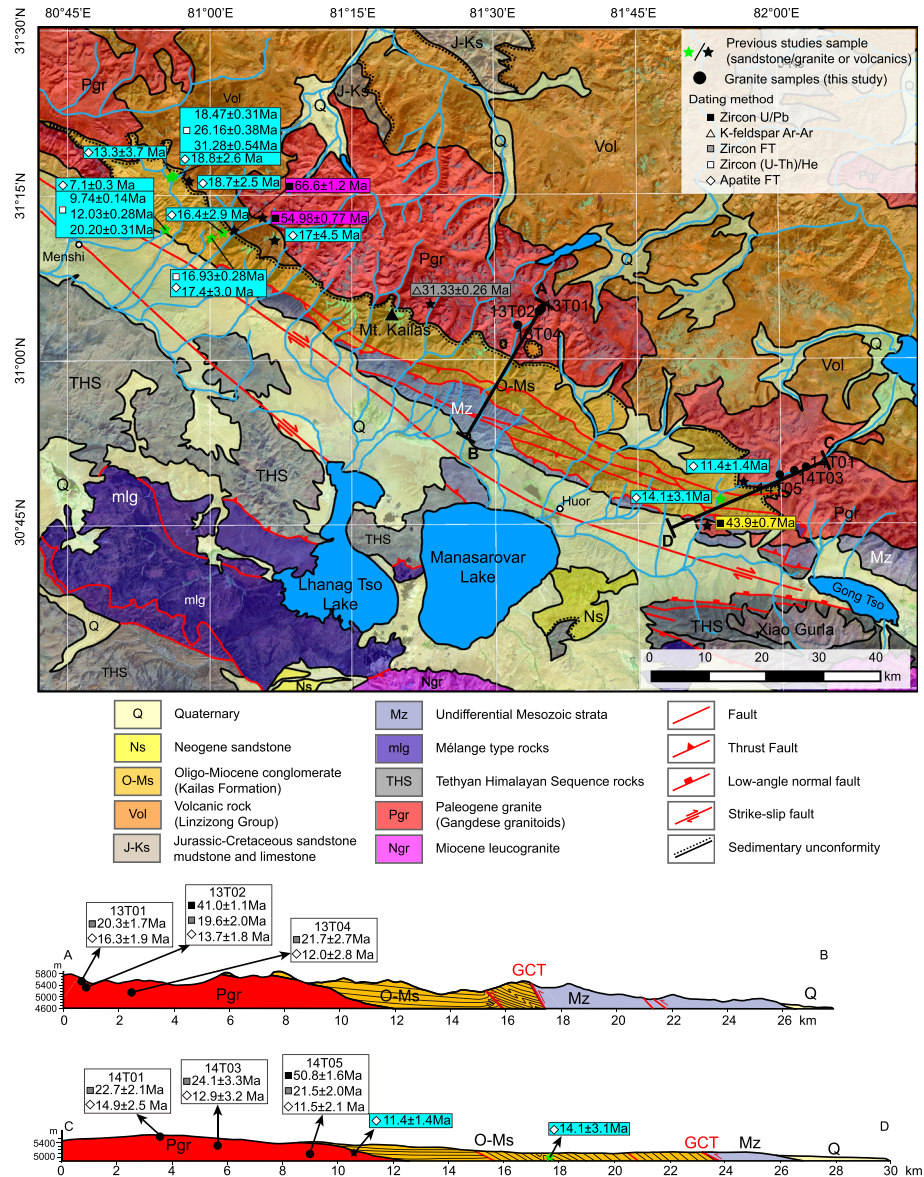 80°45'E 81°00' 81°15' 81°30'E 81°45' 82°00'E
31°30'N
31°15'N
31°00'N
30°45'N
Previous studies sample
(sandstone/granite or volcanics)
Granite samples (this study)
Dating method
Zircon U/Pb
K-feldspar Ar-Ar
Zircon FT
Zircon (U-Th)/He
Apatite FT
J-Ks
J-Ks
Pgr
Vol
Q
Q
Vol
Pgr
18.47±0.31Ma
26.16±0.38Ma
31.28±0.54Ma
18.8±2.6 Ma
13.3±3.7 Ma
18.7±2.5 Ma
66.6±1.2 Ma
7.1±0.3 Ma
9.74±0.14Ma
12.03±0.28Ma
20.20±0.31Ma
16.4±2.9 Ma
54.98±0.77 Ma
17±4.5 Ma
Menshi
16.93±0.28Ma
17.4±3.0 Ma
Pgr
Q
31.33±0.26 Ma
A
13T01
13T02
13T04
Mt. Kailas
O-Ms
Vol
Q
THS
Mz
Q
B
C
11.4±1.4Ma
14T01
14T03
14T05
14.1±3.1Ma
Pgr
THS
Q
mlg
Huor
43.9±0.7Ma
D
Mz
THS
Manasarovar
Lake
Lhanag Tso
Lake
mlg
Gong Tso
Ns
THS
Xiao Gurla
Q
THS
Ns
Ngr
0 10 20 30 40
km
Q Quaternary
Ns Neogene sandstone
O-Ms Oligo-Miocene conglomerate
(Kailas Formation)
Vol Volcanic rock
(Linzizong Group)
J-Ks Jurassic-Cretaceous sandstone
mudstone and limestone
Mz Undifferential Mesozoic strata
mlg Mélange type rocks
THS Tethyan Himalayan Sequence rocks
Pgr Paleogene granite
(Gangdese granitoids)
Ngr Miocene leucogranite
Fault
Thrust Fault
Low-angle normal fault
Strike-slip fault
Sedimentary unconformity
13T01
20.3±1.7Ma
16.3±1.9 Ma
13T02
41.0±1.1Ma
19.6±2.0Ma
13.7±1.8 Ma
13T04
21.7±2.7Ma
12.0±2.8 Ma
A
B
m
5800
5400
5000
4600
Pgr
O-Ms
GCT
Mz
Q
0 2 4 6 8 10 12 14 16 18 20 22 24 26 km
14T01
22.7±2.1Ma
14.9±2.5 Ma
14T03
24.1±3.3Ma
12.9±3.2 Ma
14T05
50.8±1.6Ma
21.5±2.0Ma
11.5±2.1 Ma
11.4±1.4Ma
14.1±3.1Ma
C
D
m
5400
5000
Pgr
O-Ms
GCT
Mz
Q
0 2 4 6 8 10 12 14 16 18 20 22 24 26 28 30 km